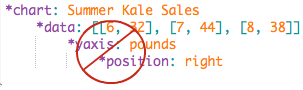 *chart: Summer Kale Sales
*data: [[6, 32], [7, 44], [8, 38]]
*yaxis: pounds
*position: right